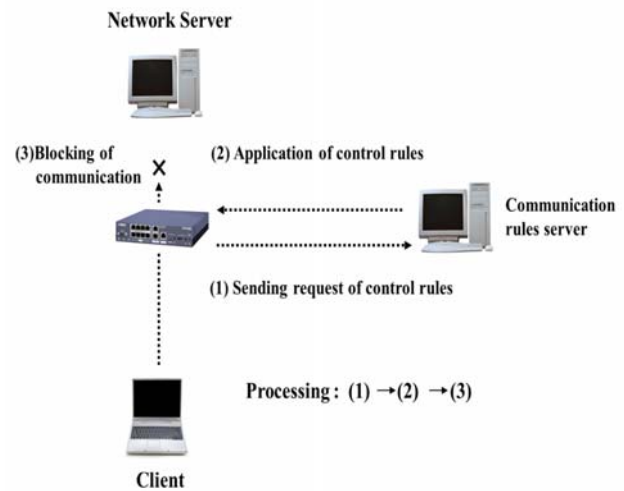 Network Server
(3)Blocking of
communication
(2) Application of control rules
Communication
rules server
(1) Sending request of control rules
Processing : (1) →(2) →(3)
Client